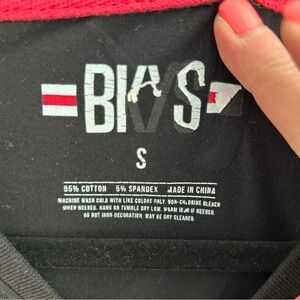 BKYS
S
95% COTTON 5% SPANDEX MADE IN CHINA
MACHINE WASH COLD WITH LIKE COLORS ONLY. NON-CHLORINE BLEACH
WHEN NEEDED. HANG OR TUMBLE DRY LOW. WARM IRON IF NEEDED.
DO NOT IRON DECORATION, MAY BE DRY CLEANED